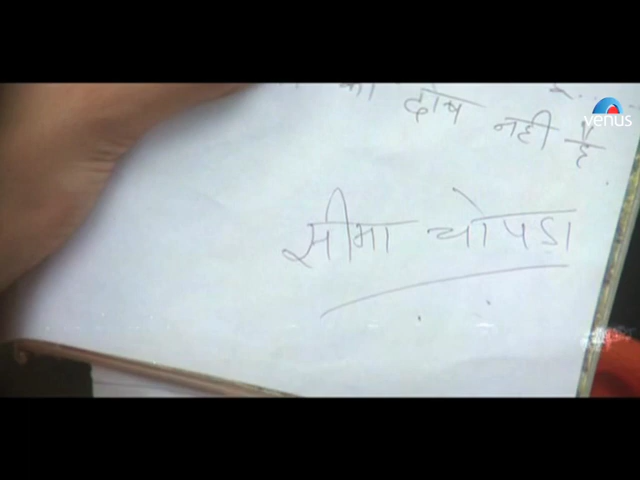 का दोष नही है.
सीमा चोपडा
venus